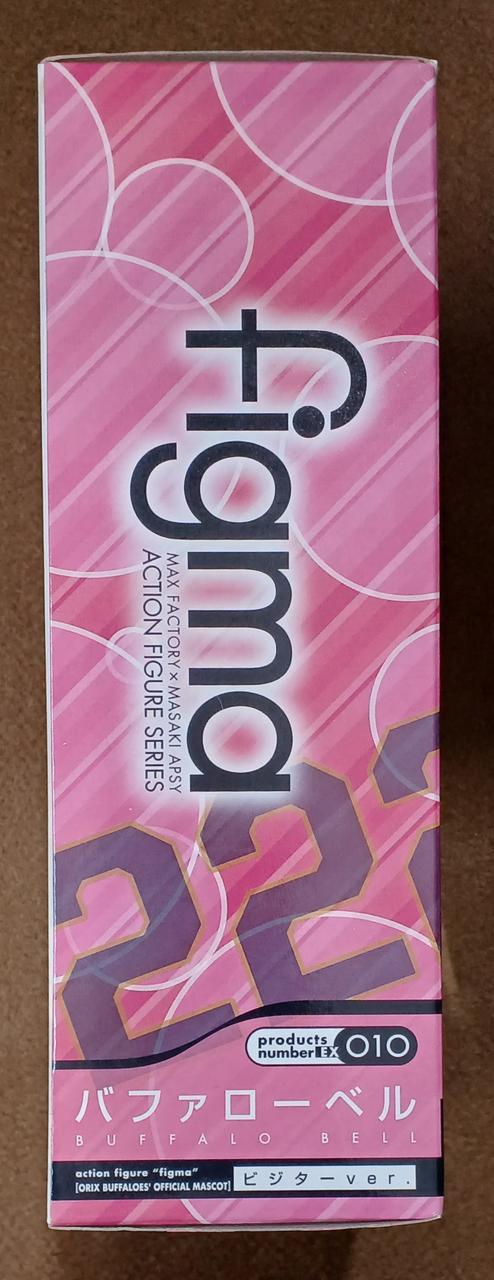 figma
MAX FACTORY×MASAKI APSY
ACTION FIGURE SERIES
222
products
number EX 010
バファローベル
BUFFALO BELL
action figure "figma"
[ORIX BUFFALOES' OFFICIAL MASCOT]
ビジターver.